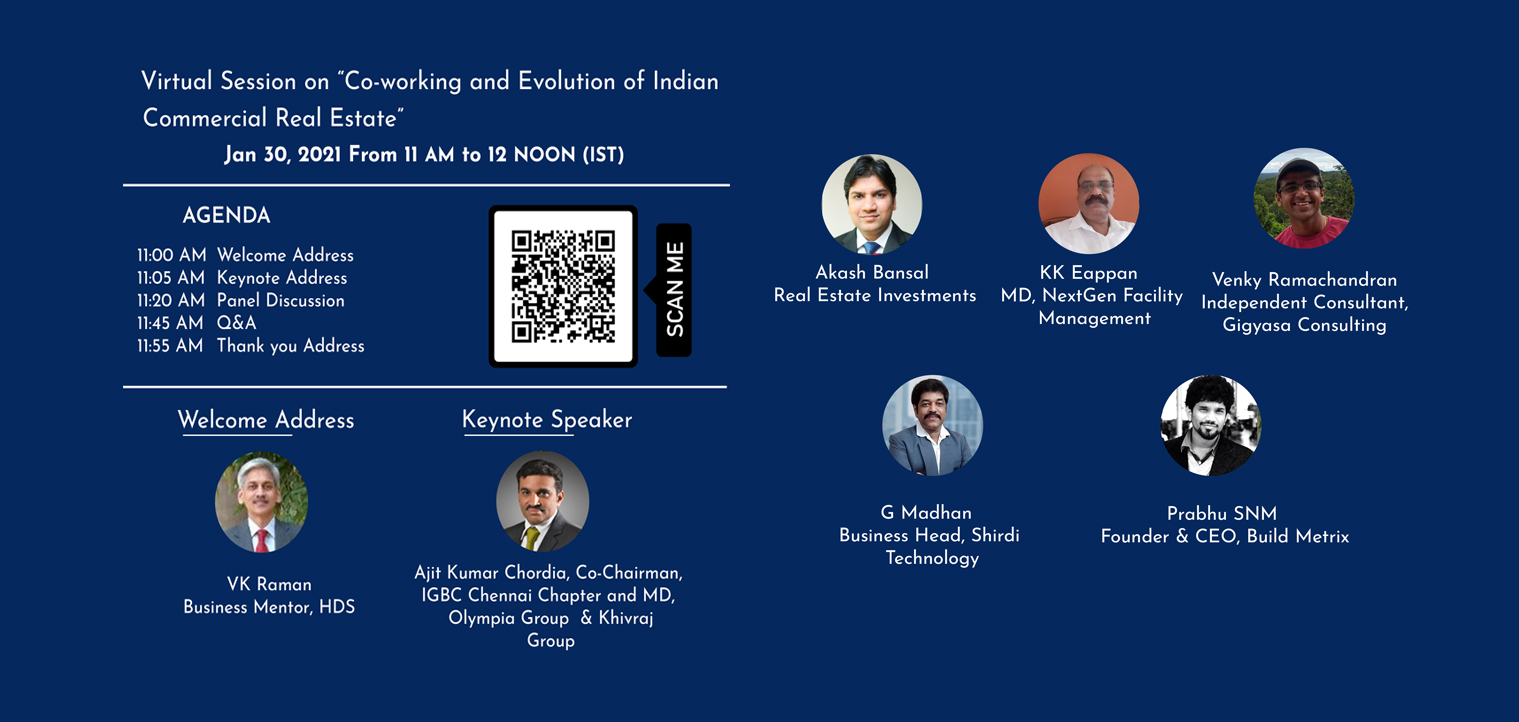 Virtual Session on “Co-working and Evolution of Indian
Commercial Real Estate”
Jan 30, 2021 From 11 AM to 12 NOON (IST)
AGENDA
11:00 AM Welcome Address
11:05 AM Keynote Address
11:20 AM Panel Discussion
11:45 AM Q&A
11:55 AM Thank you Address
SCAN ME
Welcome Address
VK Raman
Business Mentor, HDS
Keynote Speaker
Ajit Kumar Chordia, Co-Chairman,
IGBC Chennai Chapter and MD,
Olympia Group & Khivraj
Group
Akash Bansal
Real Estate Investments
KK Eappan
MD, NextGen Facility
Management
Venky Ramachandran
Independent Consultant,
Gigyasa Consulting
G Madhan
Business Head, Shirdi
Technology
Prabhu SNM
Founder & CEO, Build Metrix